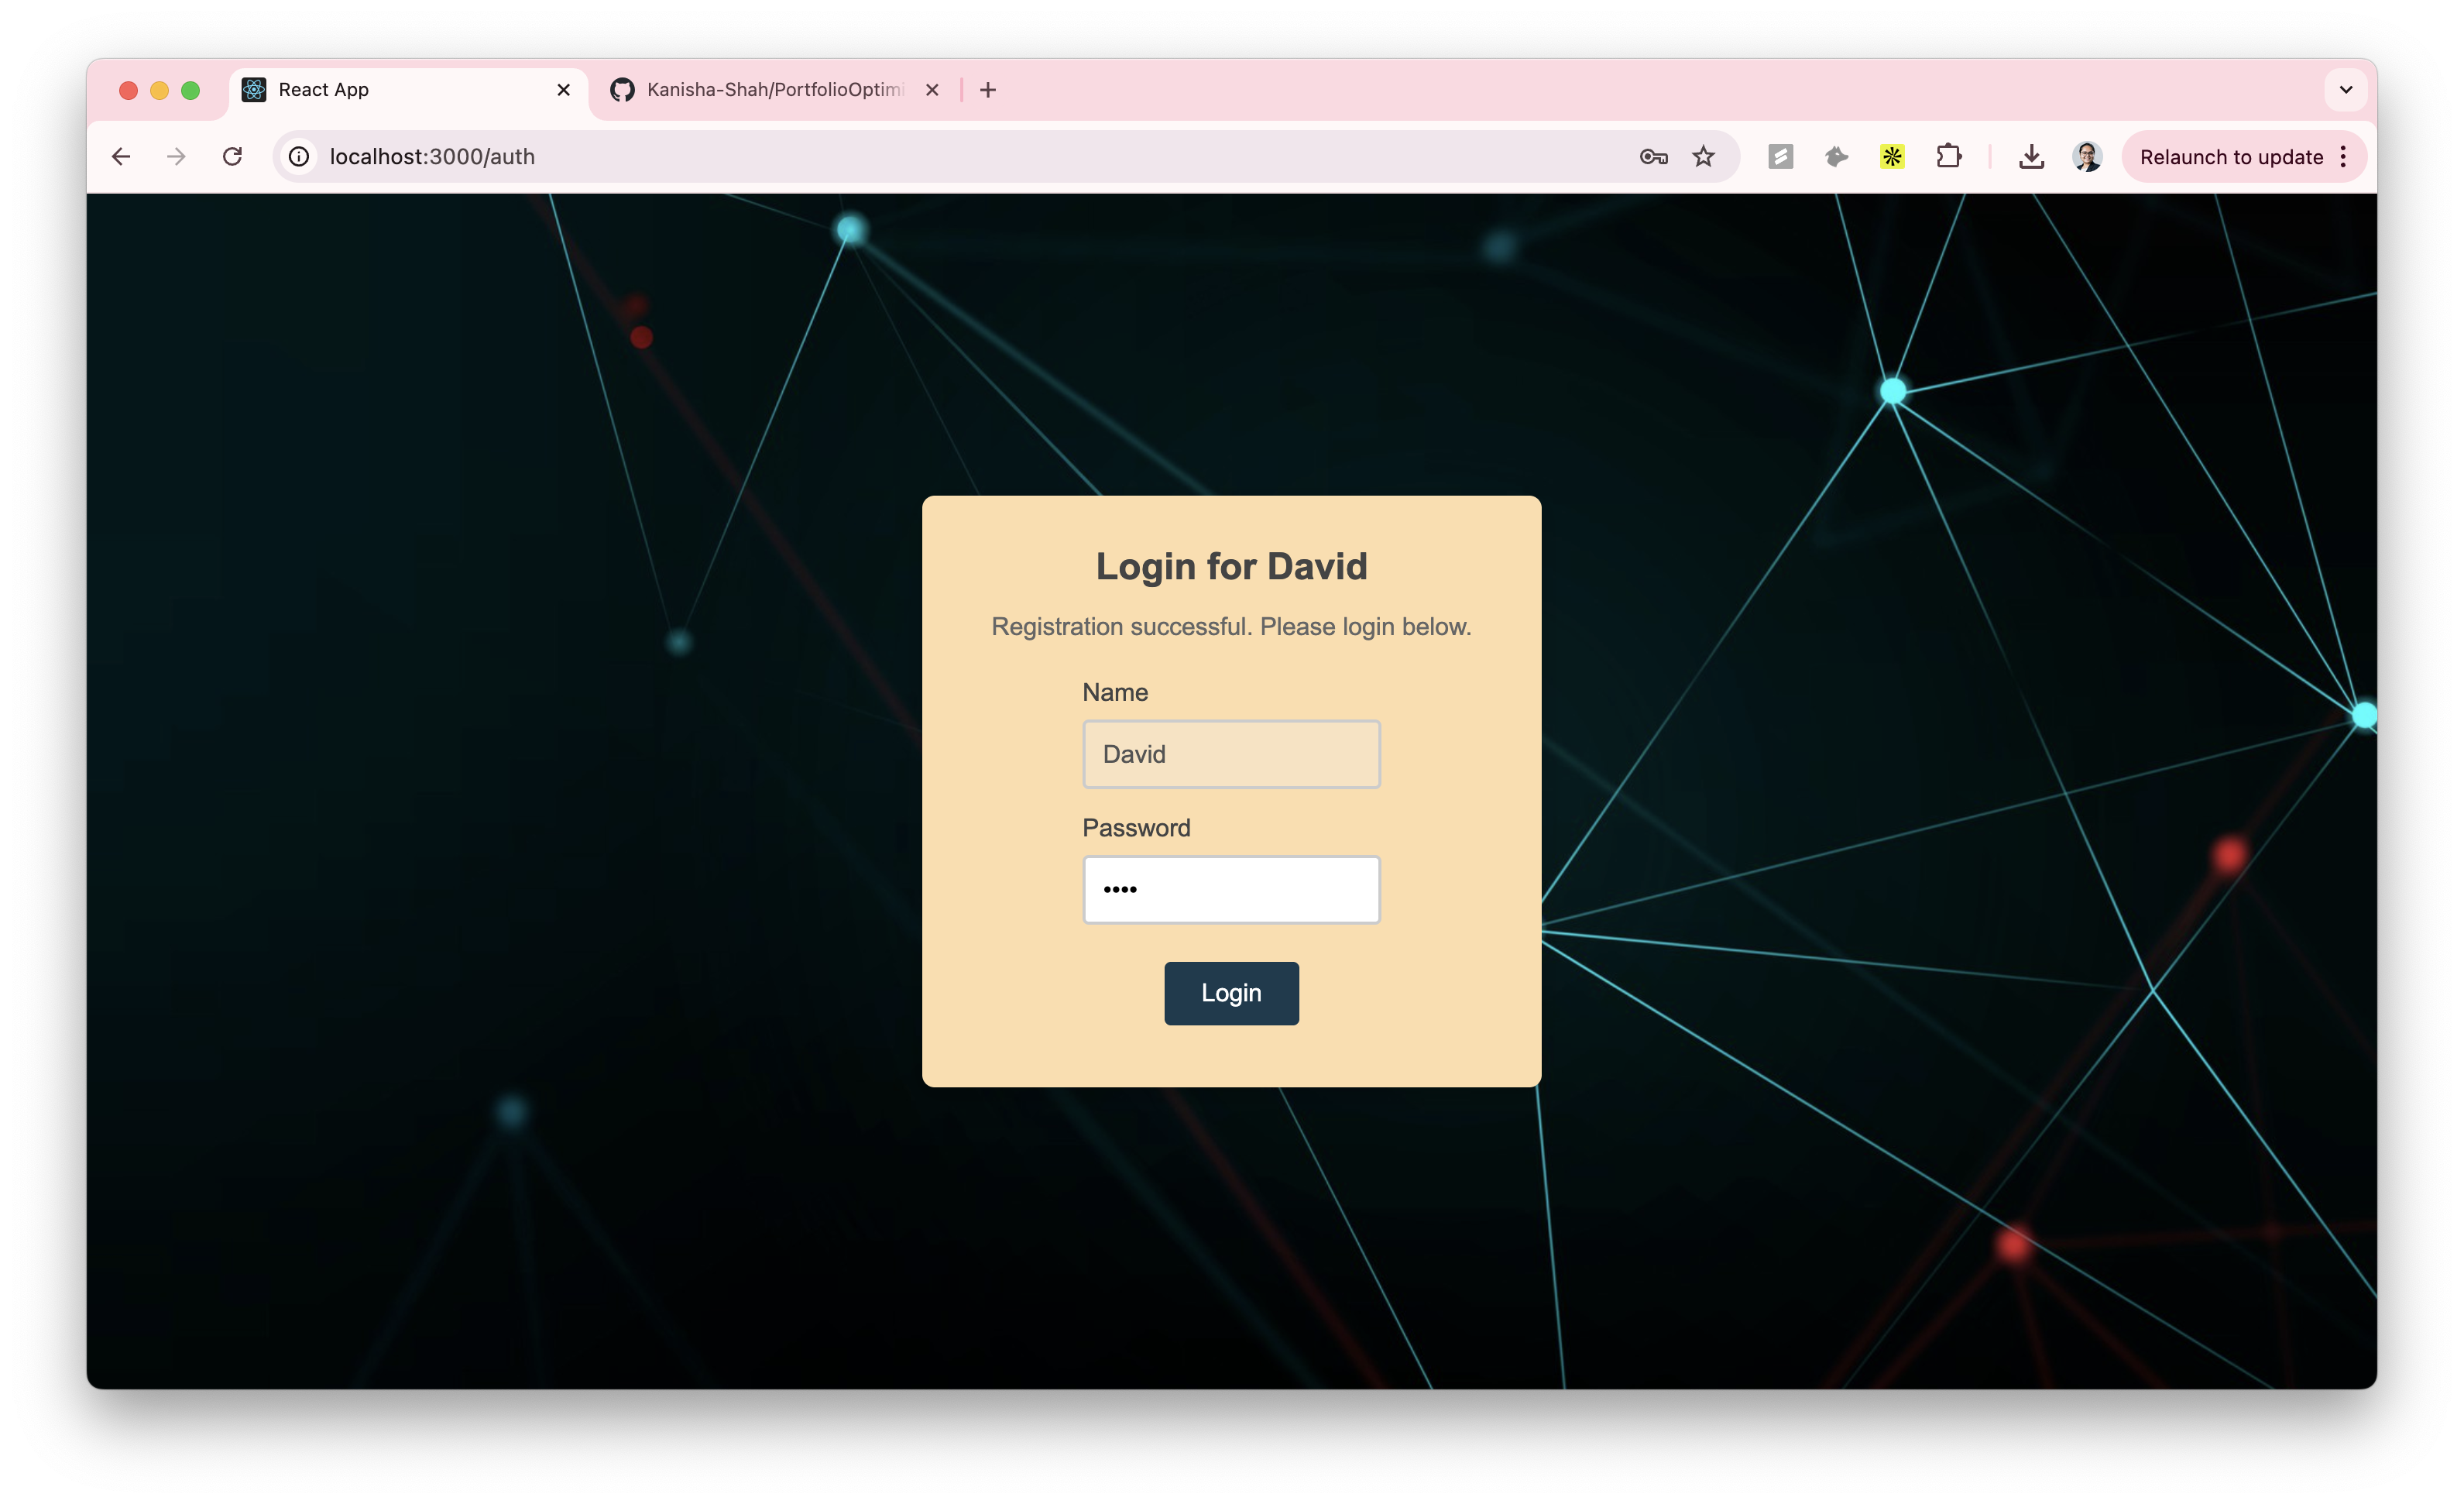 React App
Kanisha-Shah/PortfolioOptimi
localhost:3000/auth
Relaunch to update
Login for David
Registration successful. Please login below.
Name
David
Password
••••
Login